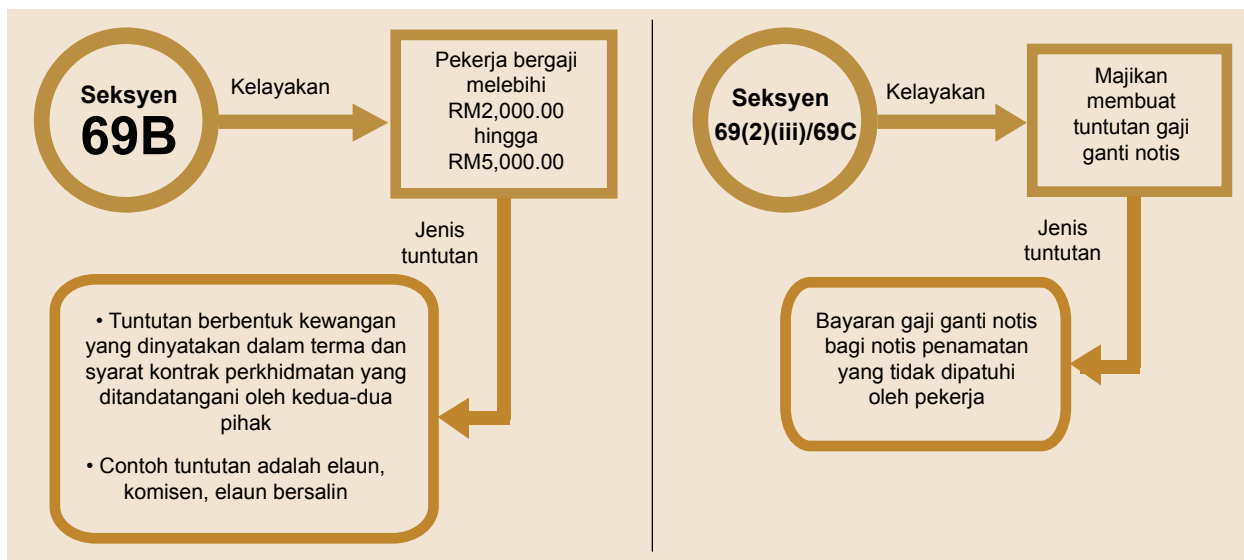 Seksyen
69B
Kelayakan
Pekerja bergaji
melebihi
RM2,000.00
hingga
RM5,000.00
Jenis
tuntutan
• Tuntutan berbentuk kewangan
yang dinyatakan dalam terma dan
syarat kontrak perkhidmatan yang
ditandatangani oleh kedua-dua
pihak
• Contoh tuntutan adalah elaun,
komisen, elaun bersalin
Seksyen
69(2)(iii)/69C
Kelayakan
Majikan
membuat
tuntutan gaji
ganti notis
Jenis
tuntutan
Bayaran gaji ganti notis
bagi notis penamatan
yang tidak dipatuhi
oleh pekerja